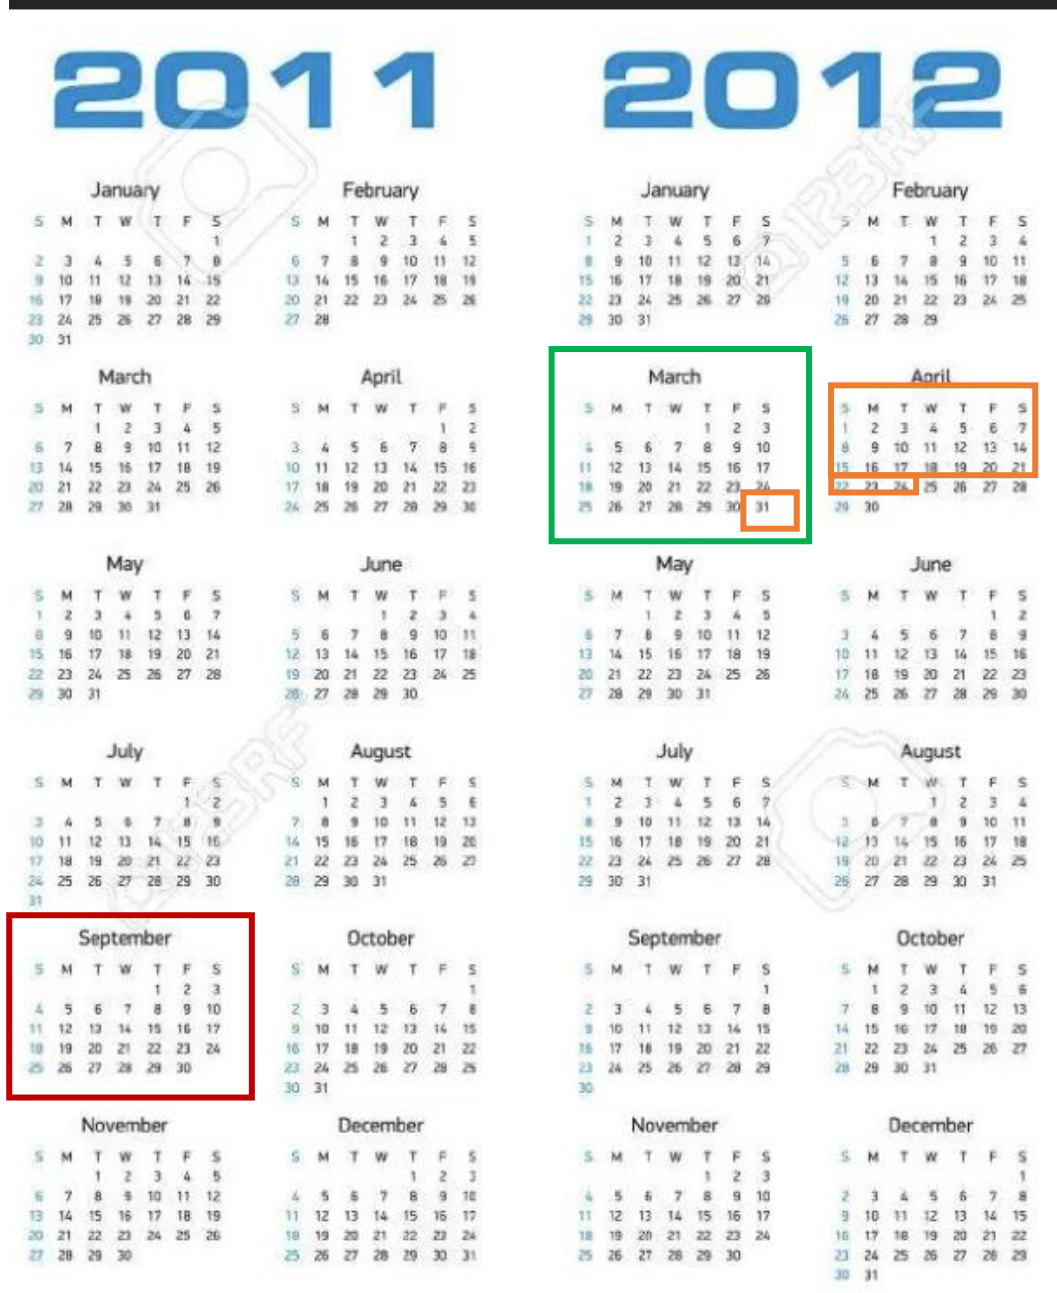 2011
January
S M T W T F S
1
2 3 4 5 6 7 8
9 10 11 12 13 14 15
16 17 18 19 20 21 22
23 24 25 26 27 28 29
30 31
February
S M T W T F S
1 2 3 4 5
6 7 8 9 10 11 12
13 14 15 16 17 18 19
20 21 22 23 24 25 26
27 28
March
S M T W T F S
1 2 3 4 5
6 7 8 9 10 11 12
13 14 15 16 17 18 19
20 21 22 23 24 25 26
27 28 29 30 31
April
S M T W T F S
1 2
3 4 5 6 7 8 9
10 11 12 13 14 15 16
17 18 19 20 21 22 23
24 25 26 27 28 29 30
May
S M T W T F S
1 2 3 4 5 6 7
8 9 10 11 12 13 14
15 16 17 18 19 20 21
22 23 24 25 26 27 28
29 30 31
June
S M T W T F S
1 2 3 4
5 6 7 8 9 10 11
12 13 14 15 16 17 18
19 20 21 22 23 24 25
26 27 28 29 30
July
S M T W T F S
1 2
3 4 5 6 7 8 9
10 11 12 13 14 15 16
17 18 19 20 21 22 23
24 25 26 27 28 29 30
31
August
S M T W T F S
1 2 3 4 5 6
7 8 9 10 11 12 13
14 15 16 17 18 19 20
21 22 23 24 25 26 27
28 29 30 31
September
S M T W T F S
1 2 3
4 5 6 7 8 9 10
11 12 13 14 15 16 17
18 19 20 21 22 23 24
25 26 27 28 29 30
October
S M T W T F S
1
2 3 4 5 6 7 8
9 10 11 12 13 14 15
16 17 18 19 20 21 22
23 24 25 26 27 28 29
30 31
November
S M T W T F S
1 2 3 4 5
6 7 8 9 10 11 12
13 14 15 16 17 18 19
20 21 22 23 24 25 26
27 28 29 30
December
S M T W T F S
1 2 3
4 5 6 7 8 9 10
11 12 13 14 15 16 17
18 19 20 21 22 23 24
25 26 27 28 29 30 31
2012
January
S M T W T F S
1 2 3 4 5 6 7
8 9 10 11 12 13 14
15 16 17 18 19 20 21
22 23 24 25 26 27 28
29 30 31
February
S M T W T F S
1 2 3 4
5 6 7 8 9 10 11
12 13 14 15 16 17 18
19 20 21 22 23 24 25
26 27 28 29
March
S M T W T F S
1 2 3
4 5 6 7 8 9 10
11 12 13 14 15 16 17
18 19 20 21 22 23 24
25 26 27 28 29 30 31
April
S M T W T F S
1 2 3 4 5 6 7
8 9 10 11 12 13 14
15 16 17 18 19 20 21
22 23 24 25 26 27 28
29 30
May
S M T W T F S
1 2 3 4 5
6 7 8 9 10 11 12
13 14 15 16 17 18 19
20 21 22 23 24 25 26
27 28 29 30 31
June
S M T W T F S
1 2
3 4 5 6 7 8 9
10 11 12 13 14 15 16
17 18 19 20 21 22 23
24 25 26 27 28 29 30
July
S M T W T F S
1 2 3 4 5 6 7
8 9 10 11 12 13 14
15 16 17 18 19 20 21
22 23 24 25 26 27 28
29 30 31
August
S M T W T F S
1 2 3 4
5 6 7 8 9 10 11
12 13 14 15 16 17 18
19 20 21 22 23 24 25
26 27 28 29 30 31
September
S M T W T F S
1
2 3 4 5 6 7 8
9 10 11 12 13 14 15
16 17 18 19 20 21 22
23 24 25 26 27 28 29
30
October
S M T W T F S
1 2 3 4 5 6
7 8 9 10 11 12 13
14 15 16 17 18 19 20
21 22 23 24 25 26 27
28 29 30 31
November
S M T W T F S
1 2 3
4 5 6 7 8 9 10
11 12 13 14 15 16 17
18 19 20 21 22 23 24
25 26 27 28 29 30
December
S M T W T F S
1
2 3 4 5 6 7 8
9 10 11 12 13 14 15
16 17 18 19 20 21 22
23 24 25 26 27 28 29
30 31
123RF
123RF